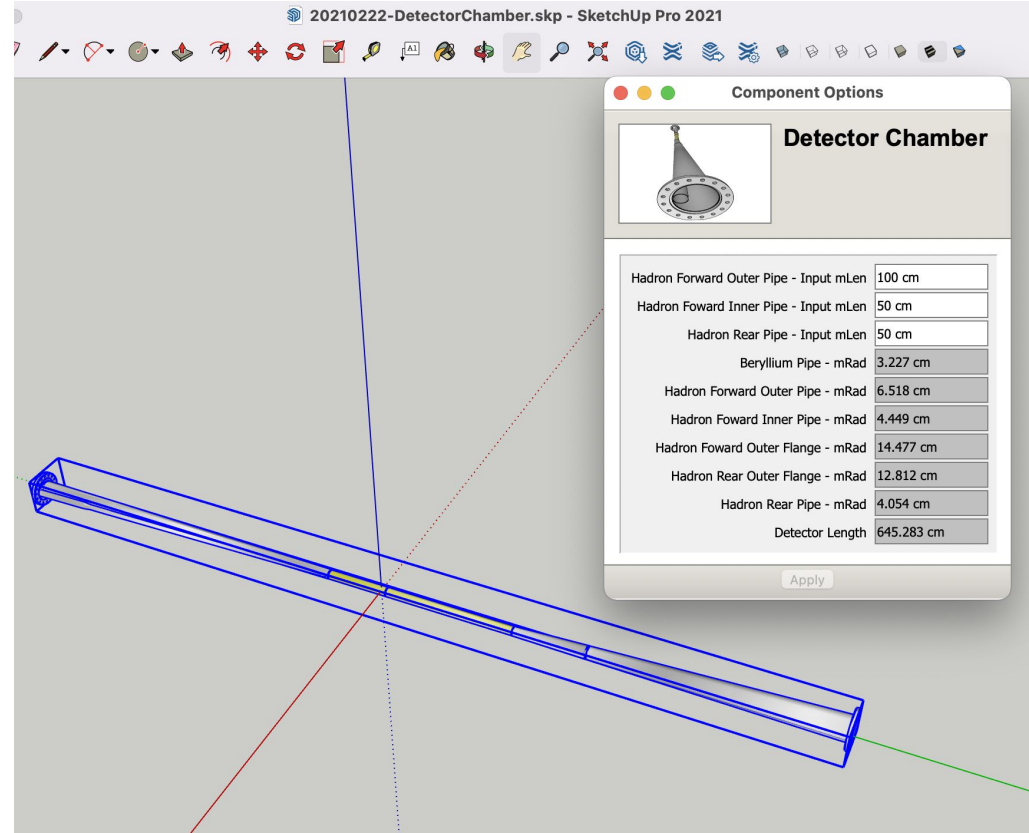 20210222-DetectorChamber.skp - SketchUp Pro 2021
A1
Component Options
Detector Chamber
Hadron Forward Outer Pipe - Input mLen 100 cm
Hadron Foward Inner Pipe - Input mLen 50 cm
Hadron Rear Pipe - Input mLen 50 cm
Beryllium Pipe - mRad 3.227 cm
Hadron Forward Outer Pipe - mRad 6.518 cm
Hadron Foward Inner Pipe - mRad 4.449 cm
Hadron Foward Outer Flange - mRad 14.477 cm
Hadron Rear Outer Flange - mRad 12.812 cm
Hadron Rear Pipe - mRad 4.054 cm
Detector Length 645.283 cm
Apply